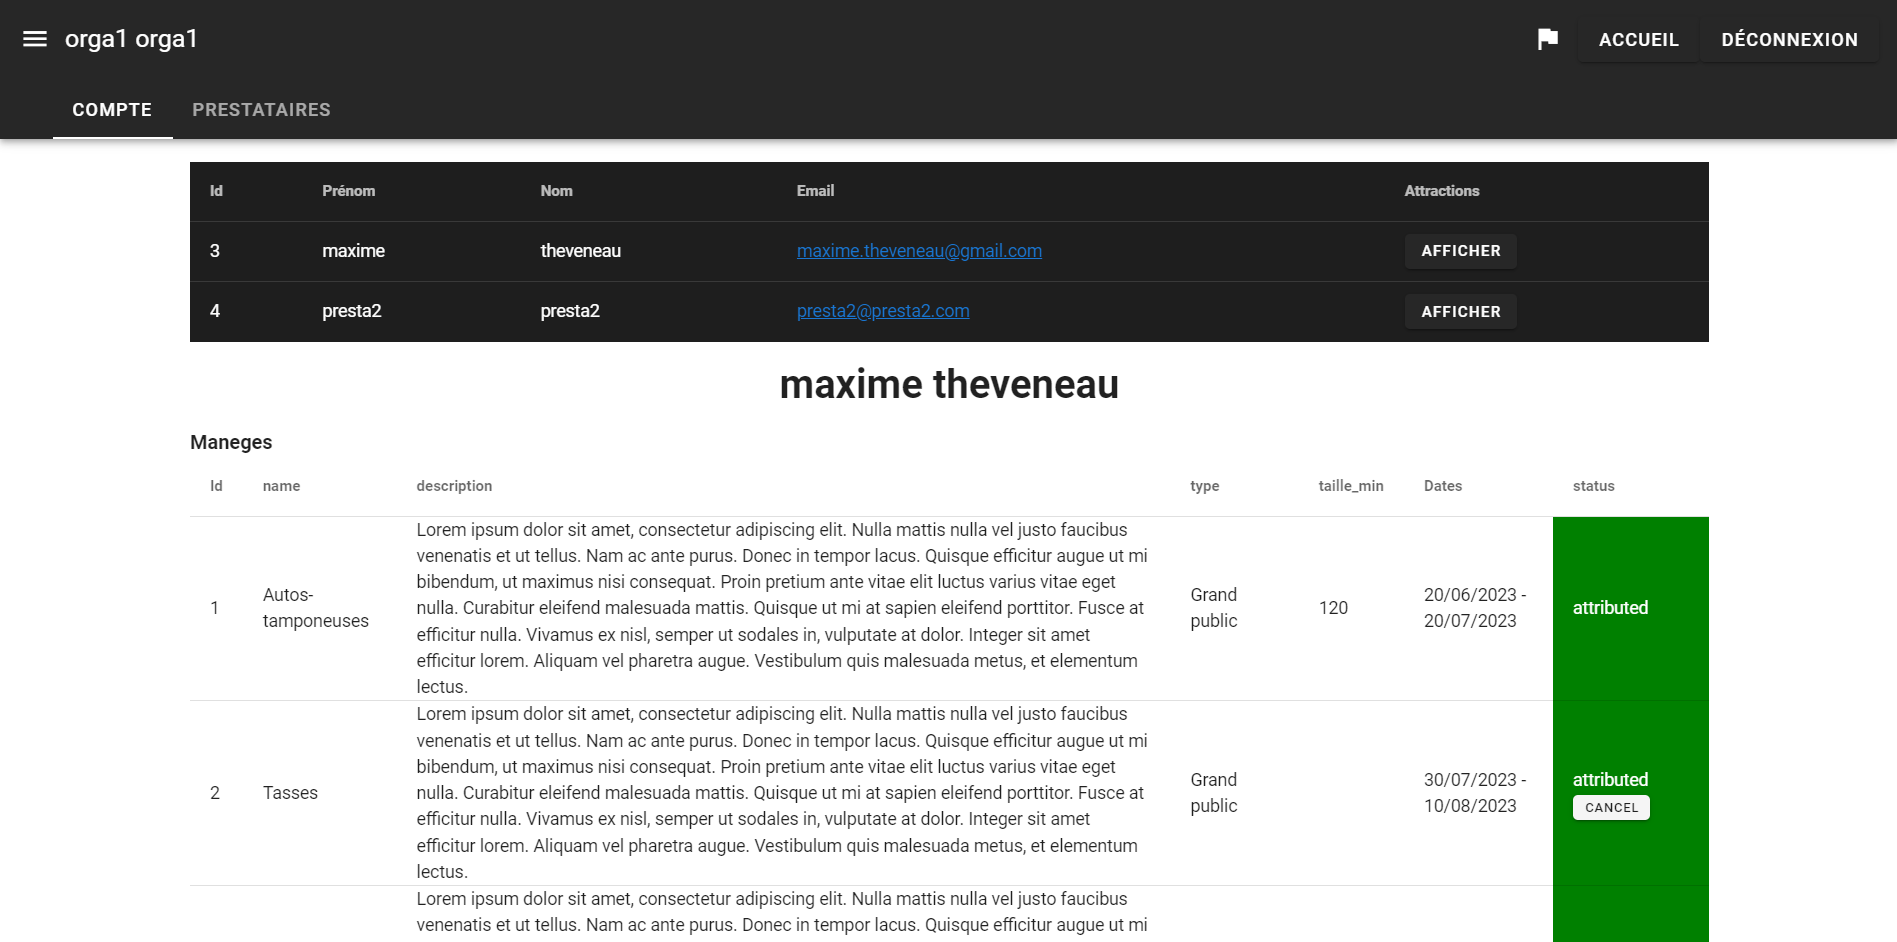 orga1 orga1
ACCUEIL
DÉCONNEXION
COMPTE
PRESTATAIRES
Id Prénom Nom Email Attractions
3 maxime theveneau maxime.theveneau@gmail.com AFFICHER
4 presta2 presta2 presta2@presta2.com AFFICHER
maxime theveneau
Maneges
Id name description type taille_min Dates status
1
Autos-
tamponeuses
Lorem ipsum dolor sit amet, consectetur adipiscing elit. Nulla mattis nulla vel justo faucibus
venenatis et ut tellus. Nam ac ante purus. Donec in tempor lacus. Quisque efficitur augue ut mi
bibendum, ut maximus nisi consequat. Proin pretium ante vitae elit luctus varius vitae eget
nulla. Curabitur eleifend malesuada mattis. Quisque ut mi at sapien eleifend porttitor. Fusce at
efficitur nulla. Vivamus ex nisl, semper ut sodales in, vulputate at dolor. Integer sit amet
efficitur lorem. Aliquam vel pharetra augue. Vestibulum quis malesuada metus, et elementum
lectus.
Grand
public
120
20/06/2023 -
20/07/2023
attributed
2
Tasses
Lorem ipsum dolor sit amet, consectetur adipiscing elit. Nulla mattis nulla vel justo faucibus
venenatis et ut tellus. Nam ac ante purus. Donec in tempor lacus. Quisque efficitur augue ut mi
bibendum, ut maximus nisi consequat. Proin pretium ante vitae elit luctus varius vitae eget
nulla. Curabitur eleifend malesuada mattis. Quisque ut mi at sapien eleifend porttitor. Fusce at
efficitur nulla. Vivamus ex nisl, semper ut sodales in, vulputate at dolor. Integer sit amet
efficitur lorem. Aliquam vel pharetra augue. Vestibulum quis malesuada metus, et elementum
lectus.
Grand
public
30/07/2023 -
10/08/2023
attributed
CANCEL
Lorem ipsum dolor sit amet, consectetur adipiscing elit. Nulla mattis nulla vel justo faucibus
venenatis et ut tellus. Nam ac ante purus. Donec in tempor lacus. Quisque efficitur augue ut mi